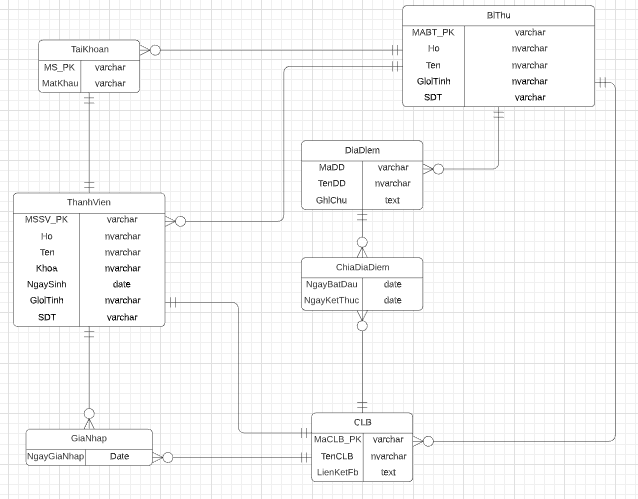 BIThu
MABT_PK varchar
Ho nvarchar
Ten nvarchar
GIoITinh nvarchar
SDT varchar
TaiKhoan
MS_PK varchar
MatKhau varchar
DiaDIem
MaDD varchar
TenDD nvarchar
GhIChu text
ThanhVien
MSSV_PK varchar
Ho nvarchar
Ten nvarchar
Khoa nvarchar
NgaySinh date
GIoITinh nvarchar
SDT varchar
ChiaDiaDiem
NgayBatDau date
NgayKetThuc date
GiaNhap
NgayGiaNhap Date
CLB
MaCLB_PK varchar
TenCLB nvarchar
LienKetFb text